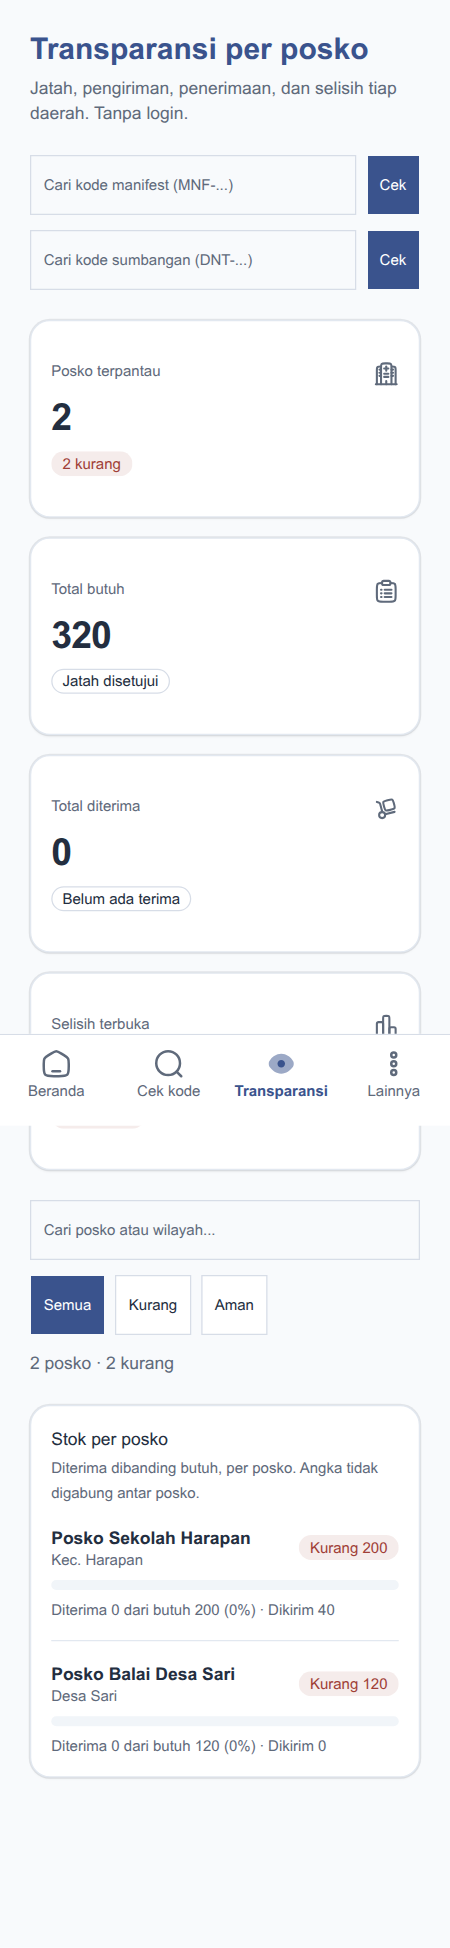 Transparansi per posko
Jatah, pengiriman, penerimaan, dan selisih tiap
daerah. Tanpa login.
Cari kode manifest (MNF-...)
Cek
Cari kode sumbangan (DNT-...)
Cek
Posko terpantau
2
2 kurang
Total butuh
320
Jatah disetujui
Total diterima
0
Belum ada terima
Selisih terbuka
Beranda
Cek kode
Transparansi
Lainnya
Cari posko atau wilayah...
Semua
Kurang
Aman
2 posko · 2 kurang
Stok per posko
Diterima dibanding butuh, per posko. Angka tidak
digabung antar posko.
Posko Sekolah Harapan
Kurang 200
Kec. Harapan
Diterima 0 dari butuh 200 (0%) · Dikirim 40
Posko Balai Desa Sari
Kurang 120
Desa Sari
Diterima 0 dari butuh 120 (0%) · Dikirim 0